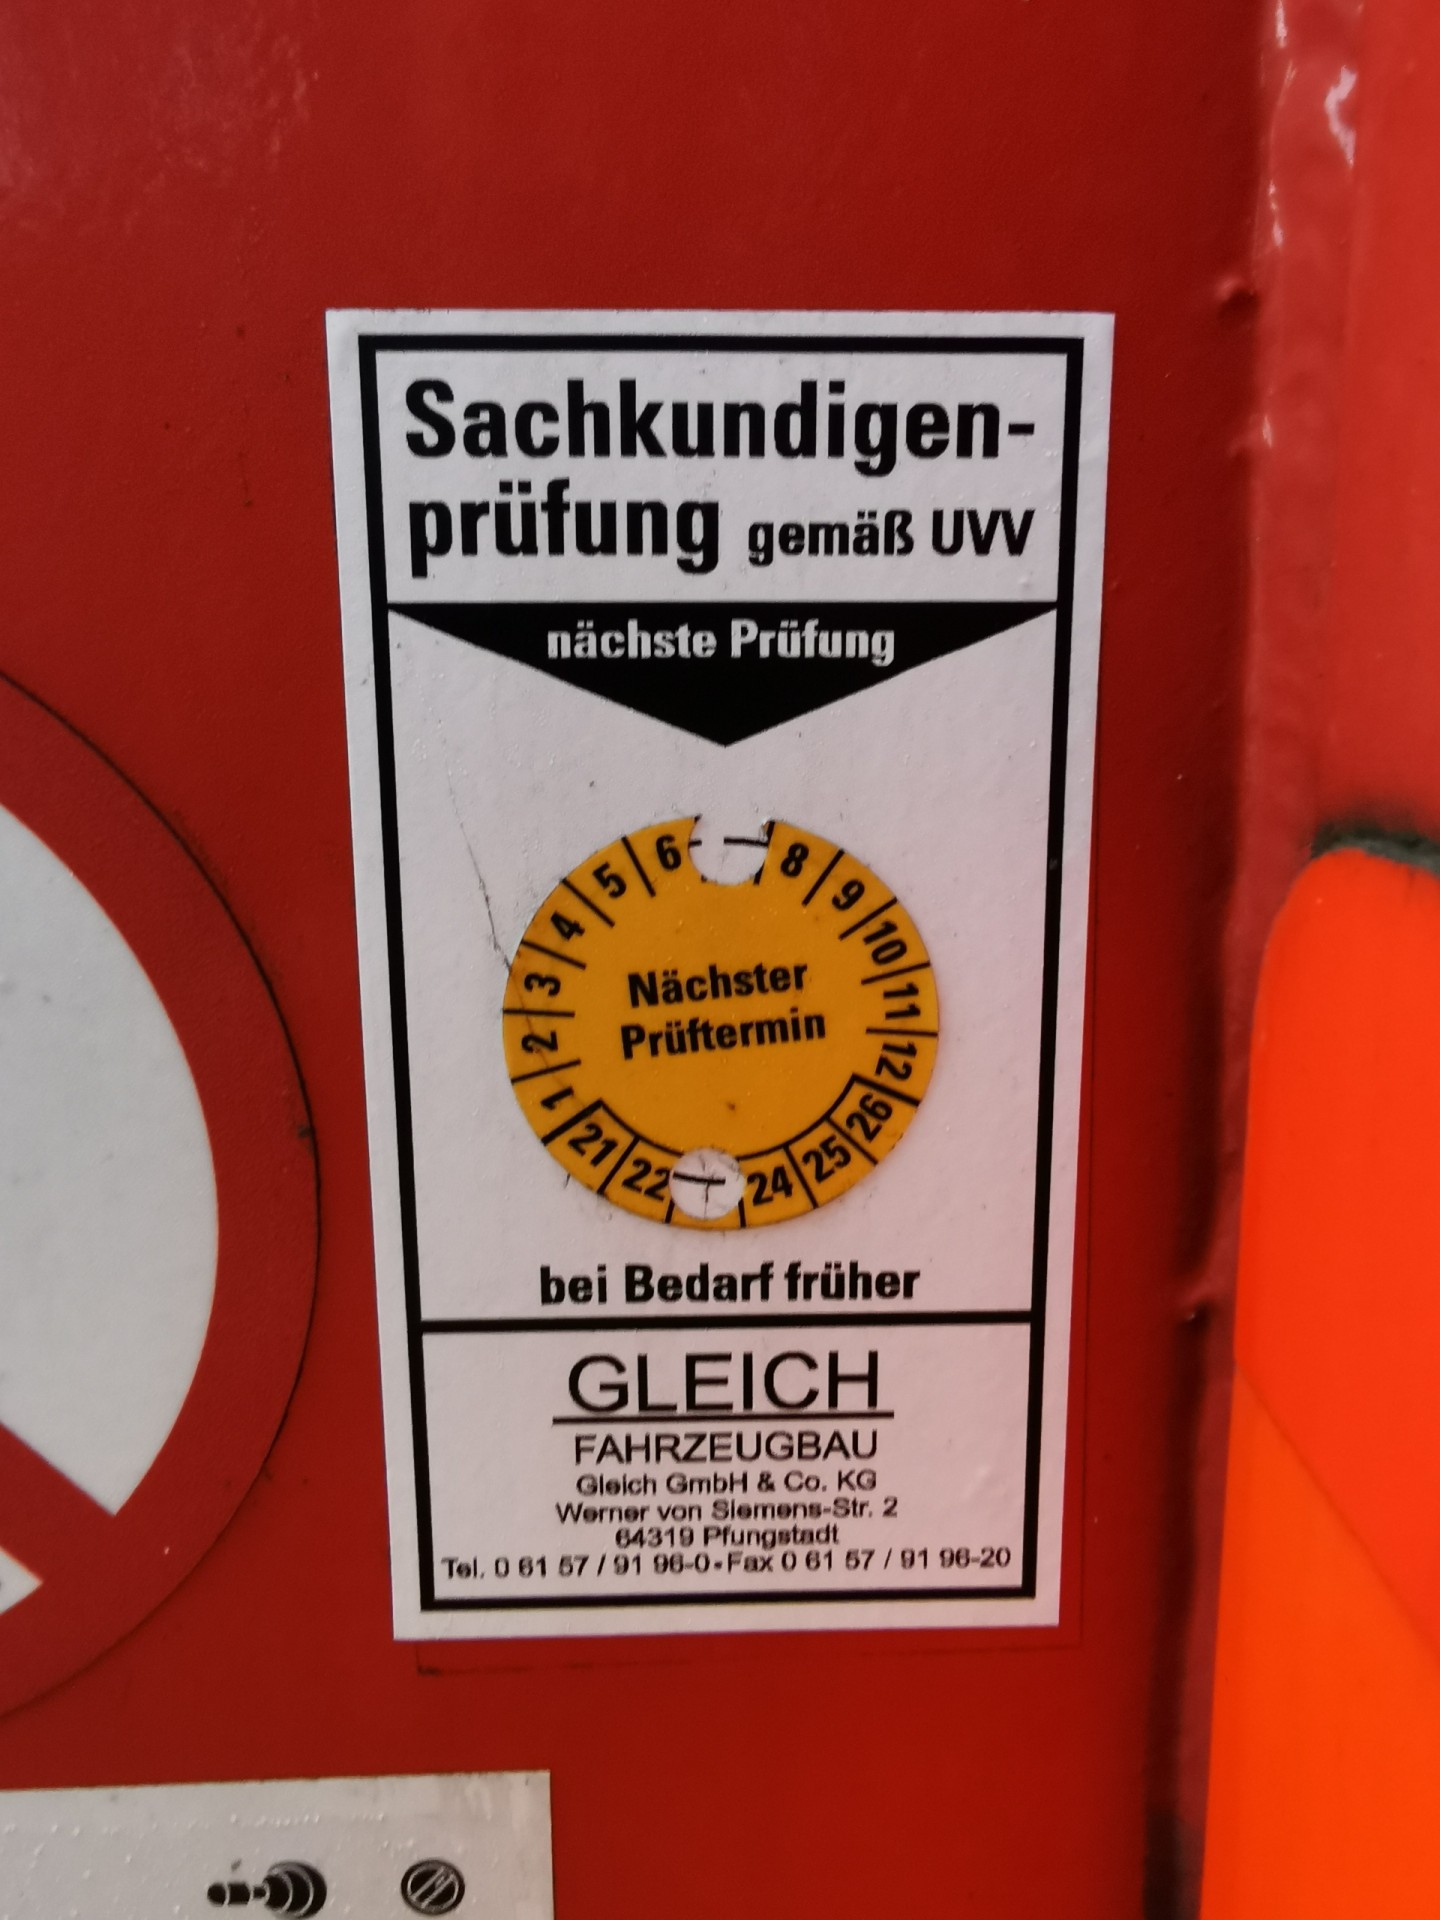 Sachkundigen-
prüfung gemäß UVV
nächste Prüfung
1 2 3 4 5 6 8 9 10 11 12
Nächster
Prüftermin
21 22 24 25 26
bei Bedarf früher
GLEICH
FAHRZEUGBAU
Gleich GmbH & Co. KG
Werner von Siemens-Str. 2
64319 Pfungstadt
Tel. 0 61 57 / 91 96-0 - Fax 0 61 57 / 91 96-20